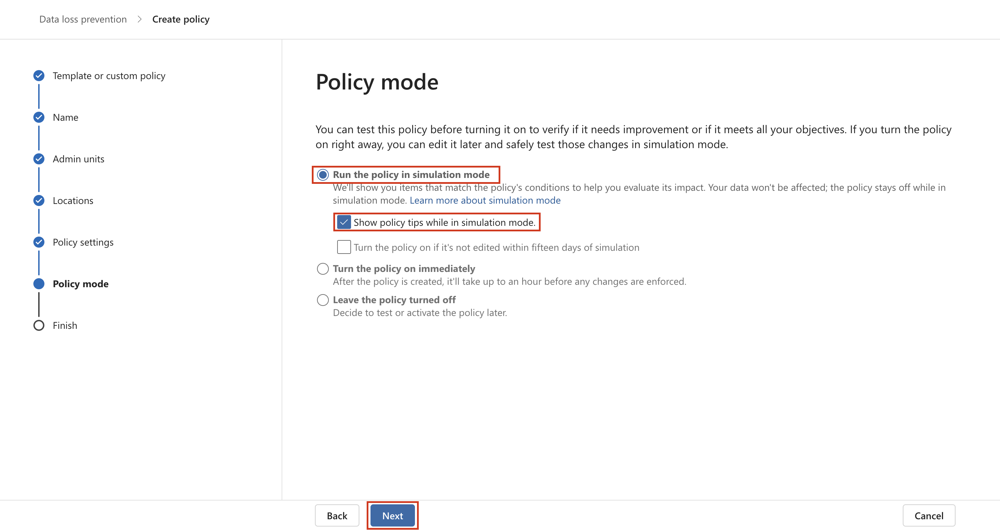 Data loss prevention > Create policy
Template or custom policy
Name
Admin units
Locations
Policy settings
Policy mode
Finish
Policy mode
You can test this policy before turning it on to verify if it needs improvement or if it meets all your objectives. If you turn the policy
on right away, you can edit it later and safely test those changes in simulation mode.
Run the policy in simulation mode
We'll show you items that match the policy's conditions to help you evaluate its impact. Your data won't be affected; the policy stays off while in
simulation mode. Learn more about simulation mode
Show policy tips while in simulation mode.
Turn the policy on if it's not edited within fifteen days of simulation
Turn the policy on immediately
After the policy is created, it'll take up to an hour before any changes are enforced.
Leave the policy turned off
Decide to test or activate the policy later.
Back
Next
Cancel